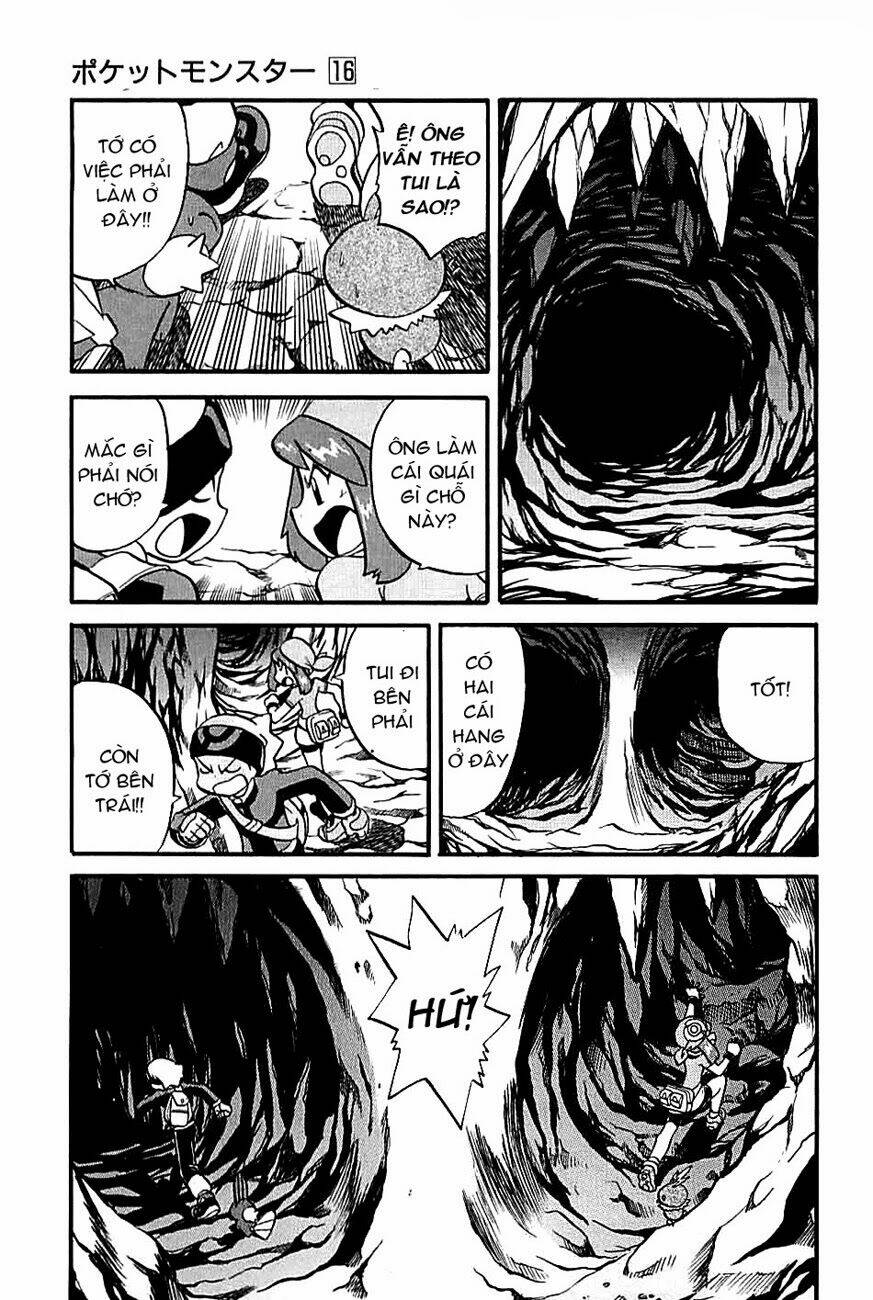 ポケットモンスター 16
Ê! ÔNG
VẪN THEO
TUI LÀ
SAO!?
TỚ CÓ
VIỆC PHẢI
LÀM Ở
ĐÂY!!
ÔNG LÀM
CÁI QUÁI
GÌ CHỖ
NÀY?
MẮC GÌ
PHẢI NÓI
CHỚ?
TỐT!
CÓ
HAI
CÁI
HANG
Ở ĐÂY
TUI ĐI
BÊN
PHẢI
CÒN
TỚ BÊN
TRÁI!!
HỨ!